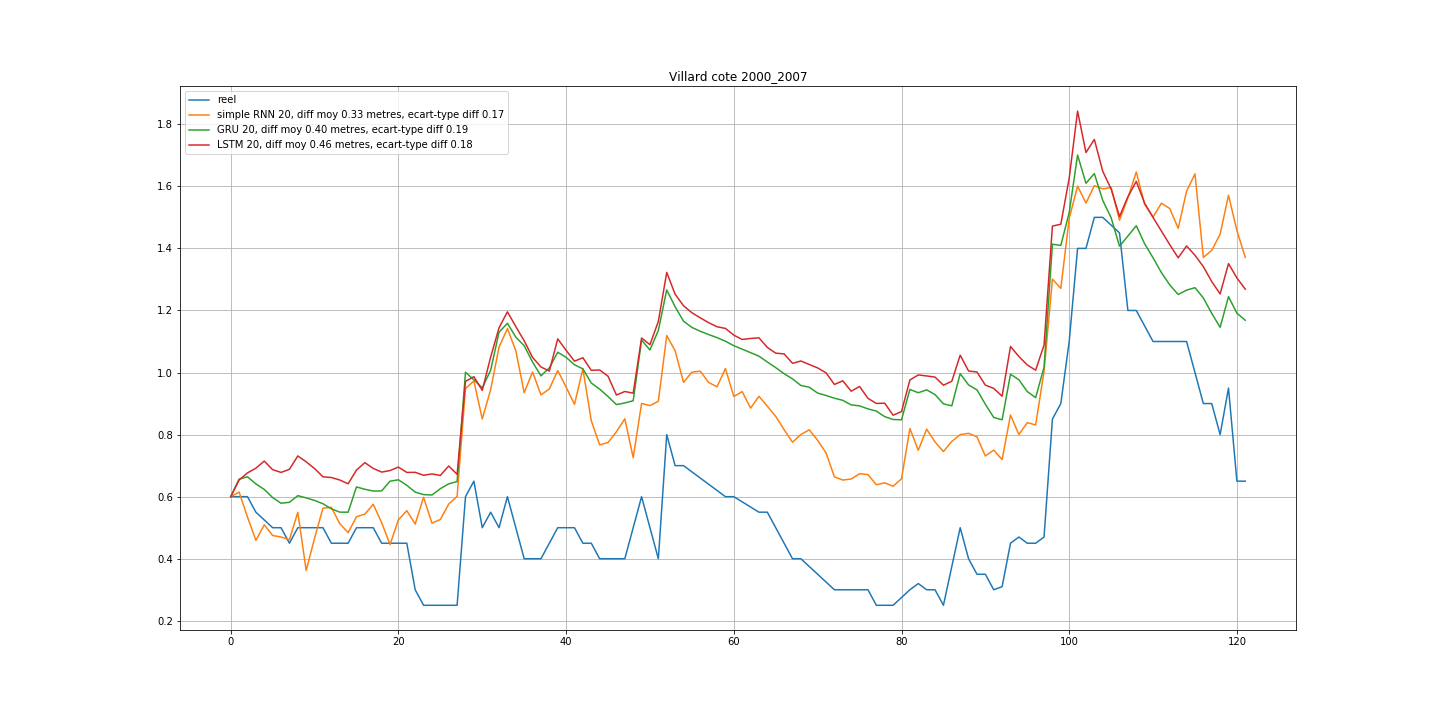 Villard cote 2000_2007
reel
simple RNN 20, diff moy 0.33 metres, ecart-type diff 0.17
GRU 20, diff moy 0.40 metres, ecart-type diff 0.19
LSTM 20, diff moy 0.46 metres, ecart-type diff 0.18
1.8
1.6
1.4
1.2
1.0
0.8
0.6
0.4
0.2
0 20 40 60 80 100 120